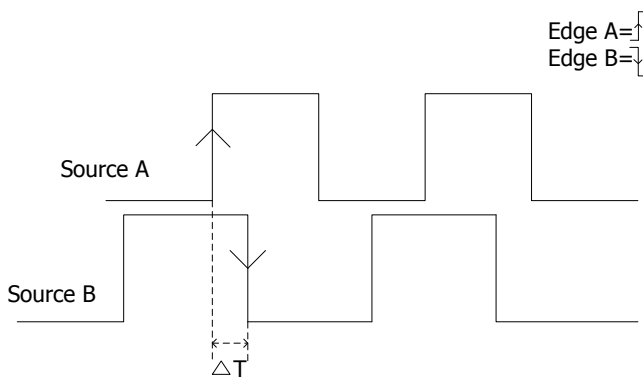 Edge A=
Edge B=
Source A
Source B
△T